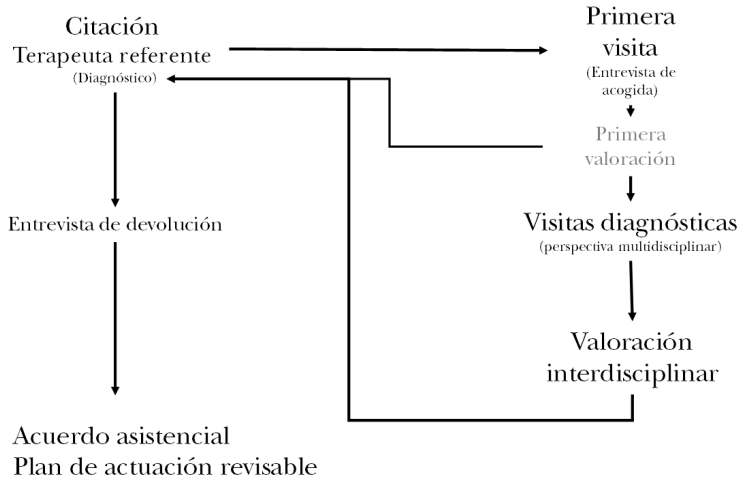 Citación
Terapeuta referente
(Diagnóstico)
Primera
visita
(Entrevista de
acogida)
Primera
valoración
Entrevista de devolución
Visitas diagnósticas
(perspectiva multidisciplinar)
Valoración
interdisciplinar
Acuerdo asistencial
Plan de actuación revisable